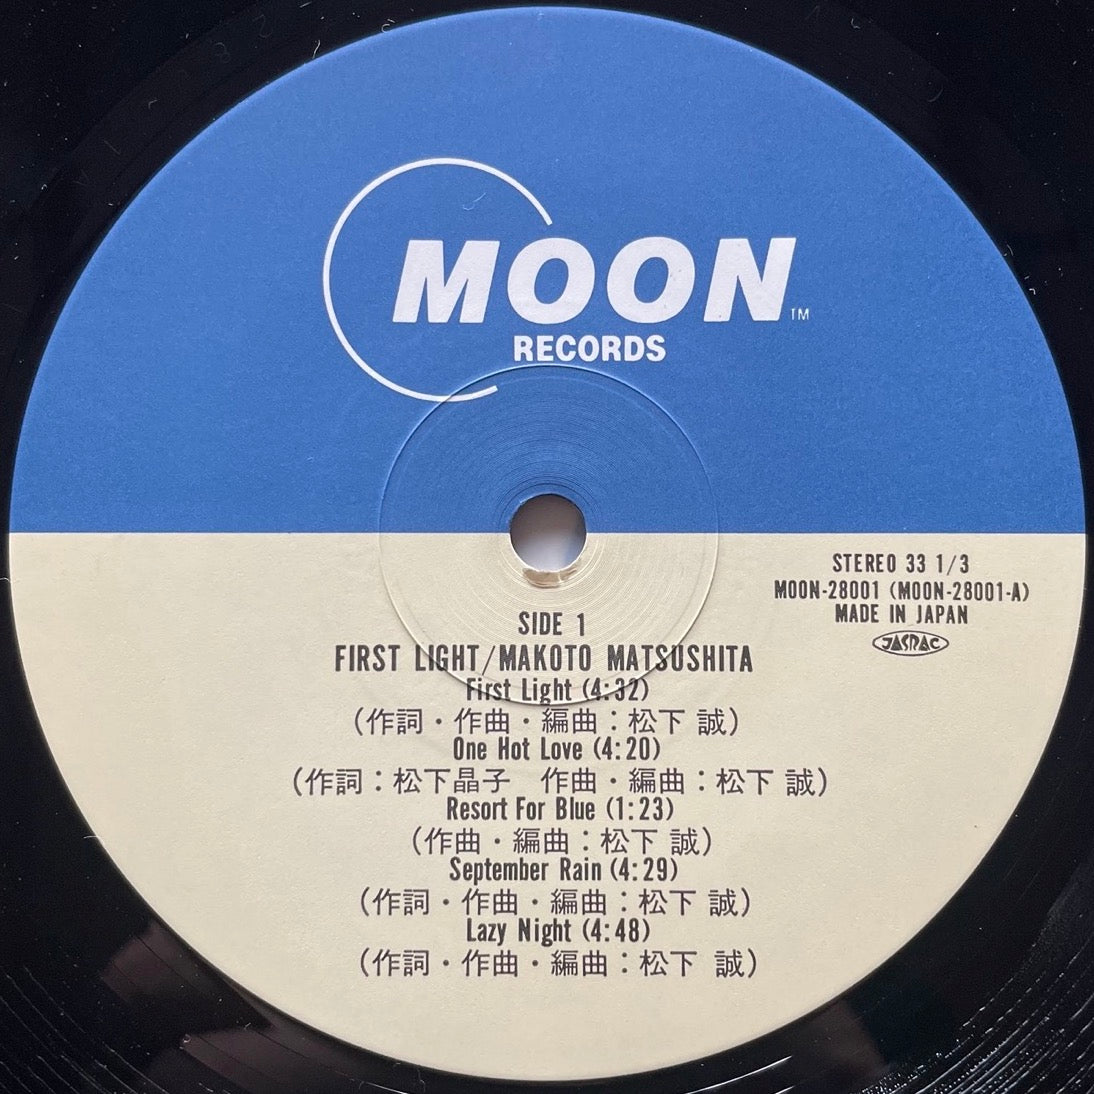 MOON™
RECORDS
STEREO 33 1/3
MOON-28001 (MOON-28001-A)
MADE IN JAPAN
JASRAC
SIDE 1
FIRST LIGHT/MAKOTO MATSUSHITA
First Light (4:32)
(作詞・作曲・編曲：松下 誠)
One Hot Love (4:20)
(作詞：松下晶子　作曲・編曲：松下 誠)
Resort For Blue (1:23)
(作曲・編曲：松下 誠)
September Rain (4:29)
(作詞・作曲・編曲：松下 誠)
Lazy Night (4:48)
(作詞・作曲・編曲：松下 誠)